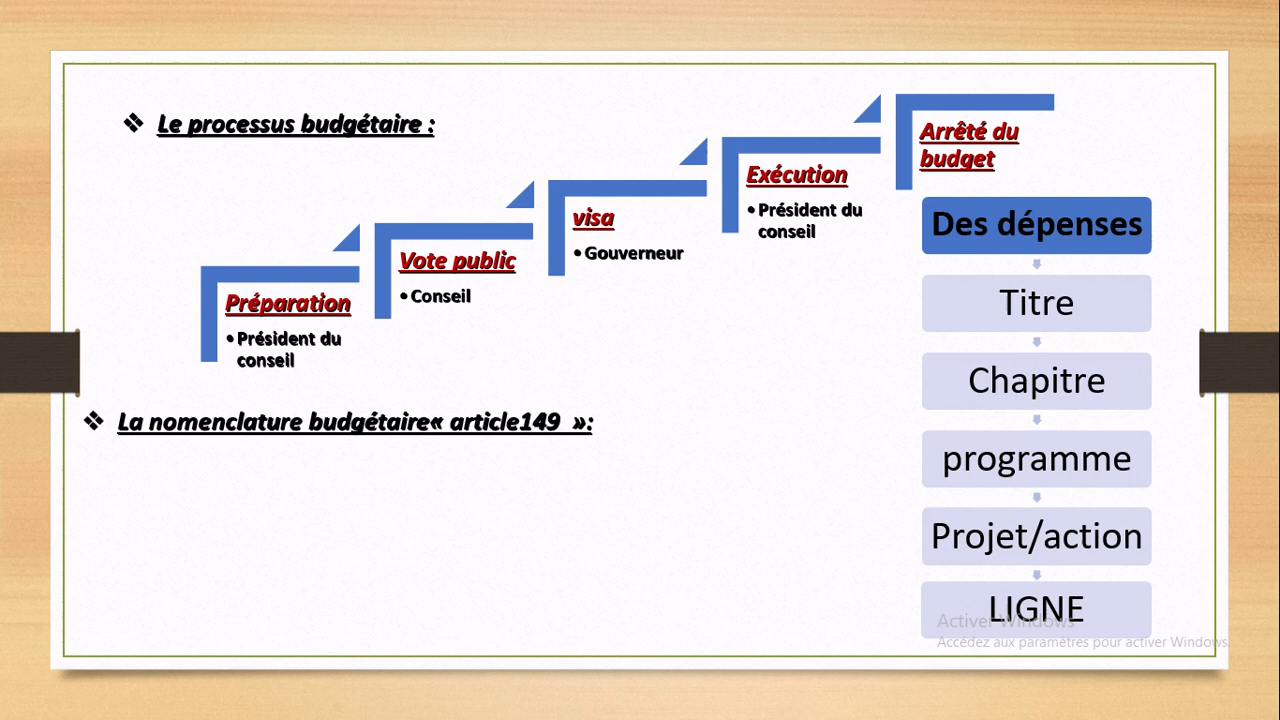 ❖ Le processus budgétaire :
Préparation
• Président du
conseil
Vote public
• Conseil
visa
• Gouverneur
Exécution
• Président du
conseil
Arrêté du
budget
❖ La nomenclature budgétaire« article149  »:
Des dépenses
Titre
Chapitre
programme
Projet/action
LIGNE
Activer Windows
Accédez aux paramètres pour activer Windows.